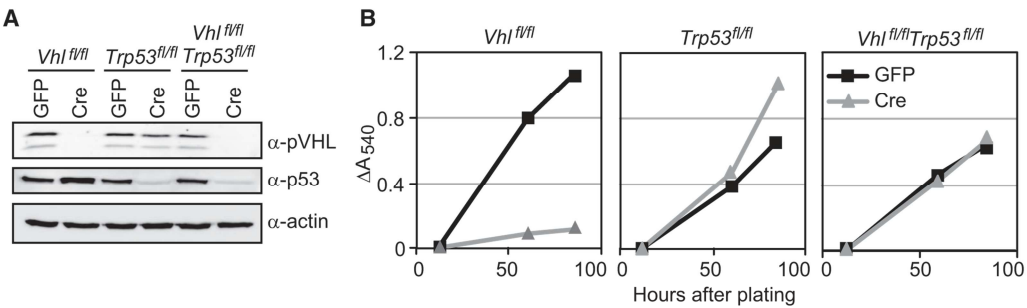 A
Vhl fl/fl
Vhl fl/fl Trp53 fl/fl Trp53 fl/fl
GFP Cre GFP Cre GFP Cre
α-pVHL
α-p53
α-actin
B
Vhl fl/fl Trp53 fl/fl Vhl fl/fl Trp53 fl/fl
ΔA540
1.2
0.8
0.4
0
GFP
Cre
0 50 100 0 50 100 0 50 100
Hours after plating